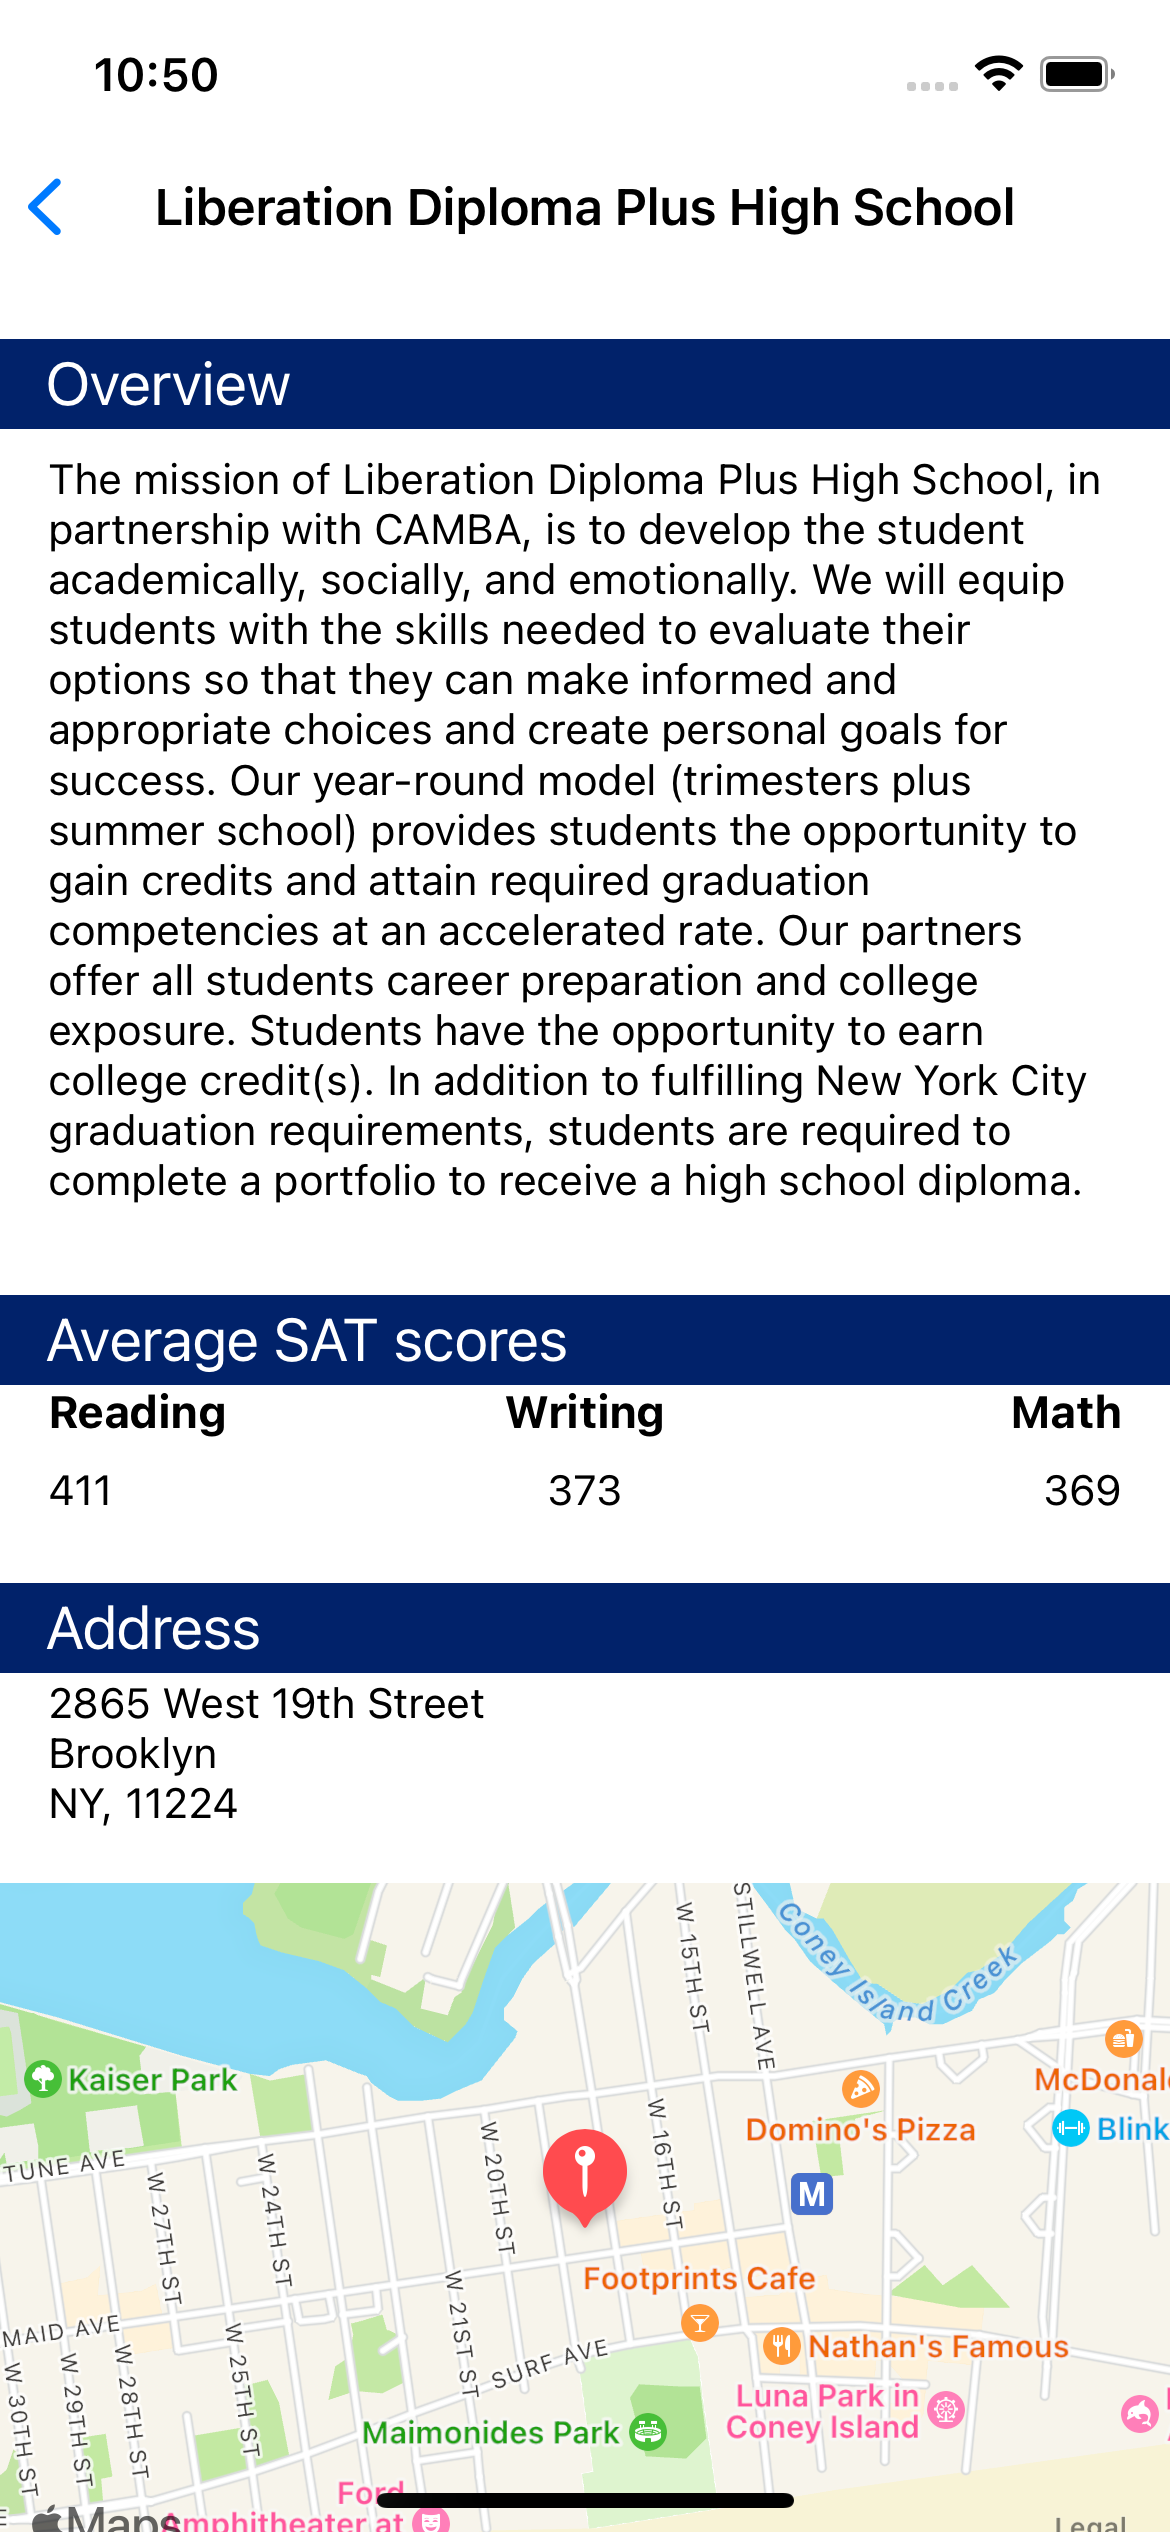 10:50
Liberation Diploma Plus High School
Overview
The mission of Liberation Diploma Plus High School, in
partnership with CAMBA, is to develop the student
academically, socially, and emotionally. We will equip
students with the skills needed to evaluate their
options so that they can make informed and
appropriate choices and create personal goals for
success. Our year-round model (trimesters plus
summer school) provides students the opportunity to
gain credits and attain required graduation
competencies at an accelerated rate. Our partners
offer all students career preparation and college
exposure. Students have the opportunity to earn
college credit(s). In addition to fulfilling New York City
graduation requirements, students are required to
complete a portfolio to receive a high school diploma.
Average SAT scores
Reading Writing Math
411 373 369
Address
2865 West 19th Street
Brooklyn
NY, 11224
STILLWELL AVE
W 15TH ST
Coney Island Creek
Kaiser Park
McDonal
Domino's Pizza
Blink
TUNE AVE
W 27TH ST
W 24TH ST
W 20TH ST
W 16TH ST
M
Footprints Cafe
MAID AVE
W 30TH ST
W 29TH ST
W 28TH ST
W 25TH ST
W 21ST ST
SURF AVE
Nathan's Famous
Luna Park in
Coney Island
Maimonides Park
Ford
Amphitheater at
Maps
Legal